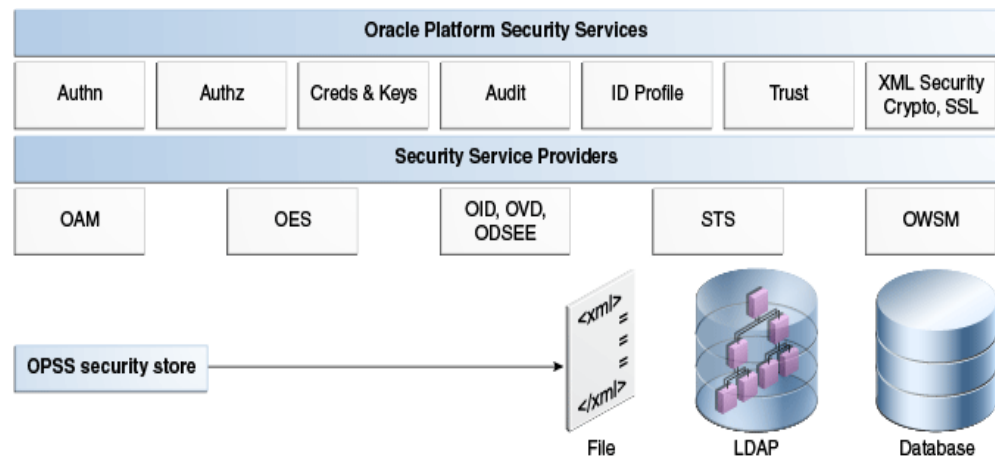 Oracle Platform Security Services
Authn
Authz
Creds & Keys
Audit
ID Profile
Trust
XML Security
Crypto, SSL
Security Service Providers
OAM
OES
OID, OVD,
ODSEE
STS
OWSM
OPSS security store
<xml>
=
=
=
</xml>
File
LDAP
Database